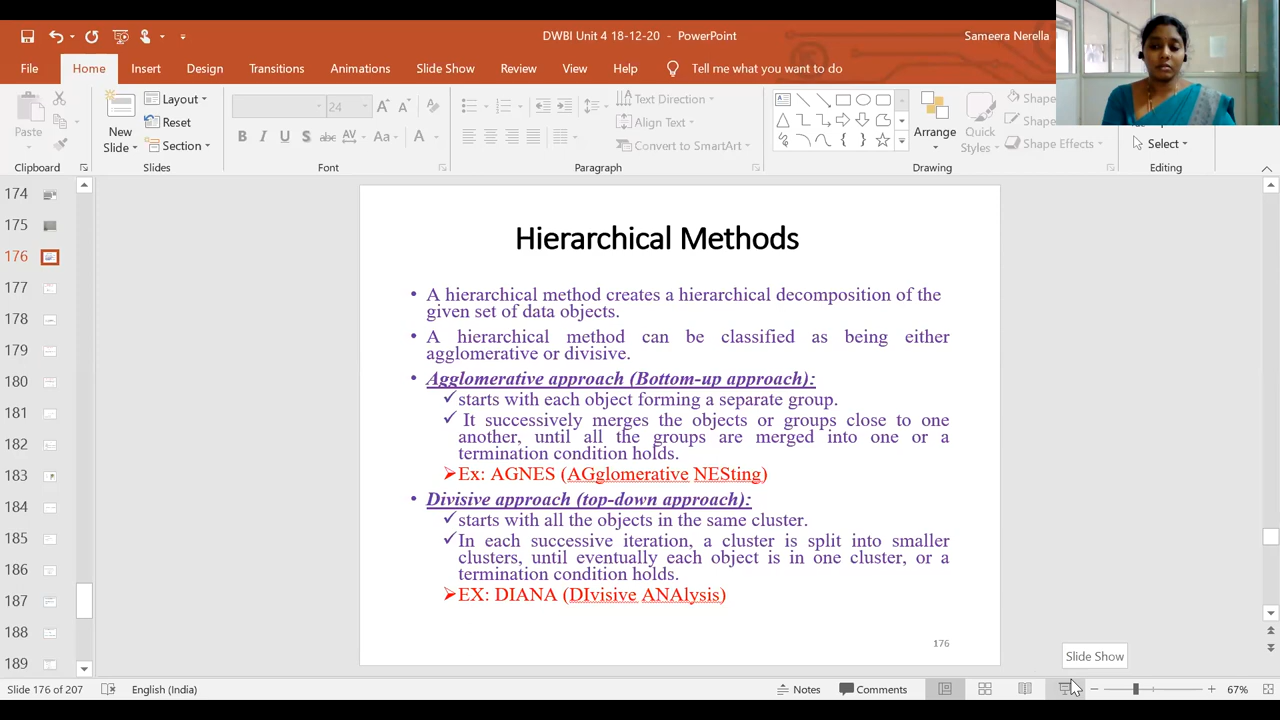 DWBI Unit 4 18-12-20 - PowerPoint
Sameera Nerella
File Home Insert Design Transitions Animations Slide Show Review View Help Tell me what you want to do
Paste
Clipboard
New Slide
Layout
Reset
Section
Slides
24
B I U S abc AV Aa A
Font
Text Direction
Align Text
Convert to SmartArt
Paragraph
Arrange
Quick Styles
Shape
Shape
Shape Effects
Drawing
Select
Editing
174
175
176
177
178
179
180
181
182
183
184
185
186
187
188
189
Hierarchical Methods
• A hierarchical method creates a hierarchical decomposition of the
given set of data objects.
• A hierarchical method can be classified as being either
agglomerative or divisive.
• Agglomerative approach (Bottom-up approach):
✓starts with each object forming a separate group.
✓ It successively merges the objects or groups close to one
another, until all the groups are merged into one or a
termination condition holds.
➢Ex: AGNES (AGglomerative NESting)
• Divisive approach (top-down approach):
✓starts with all the objects in the same cluster.
✓In each successive iteration, a cluster is split into smaller
clusters, until eventually each object is in one cluster, or a
termination condition holds.
➢EX: DIANA (DIvisive ANAlysis)
176
Slide Show
Slide 176 of 207 English (India) Notes Comments 67%